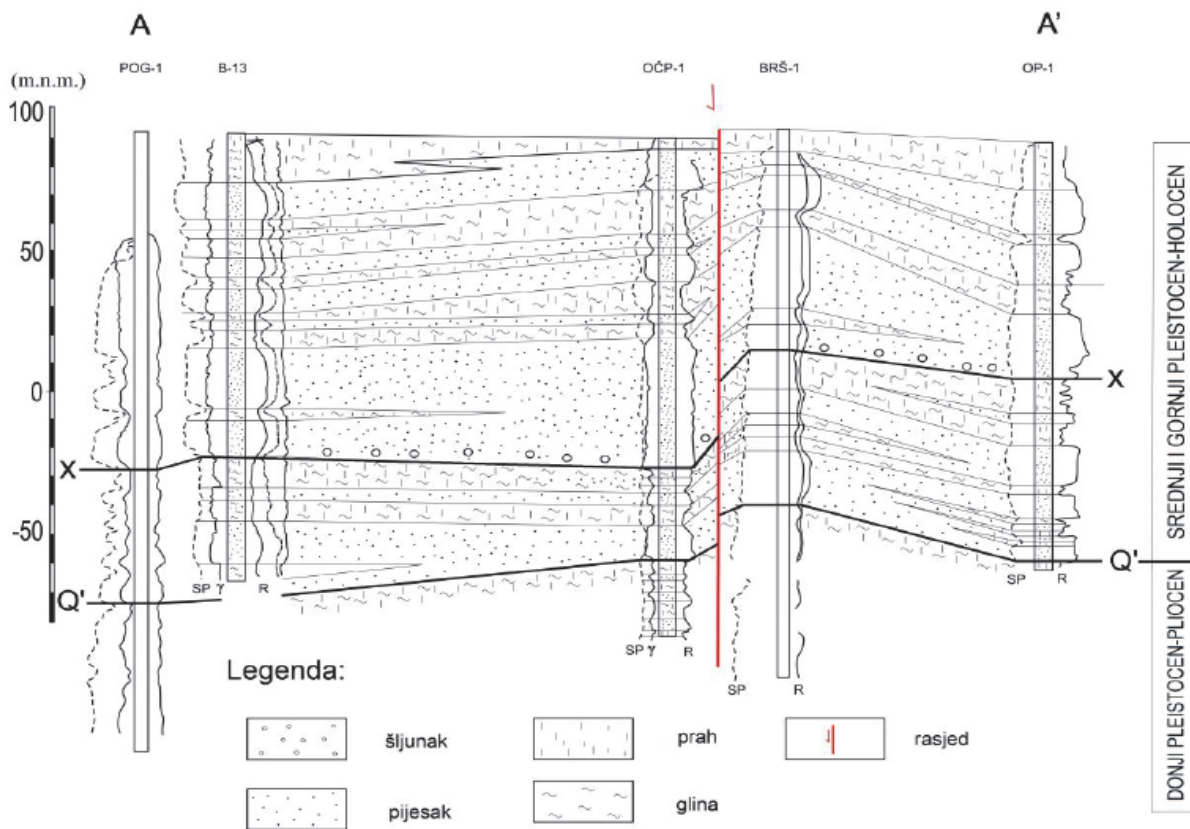 A A’
POG-1 B-13 OČP-1 BRŠ-1 OP-1
(m.n.m.)
100
50
0
-50
X X
Q' Q'
SP γ R
SP γ R
SP R
SP R
SREDNJI I GORNJI PLEISTOCEN-HOLOCEN
DONJI PLEISTOCEN-PLIOCEN
Legenda:
šljunak prah rasjed
pijesak glina